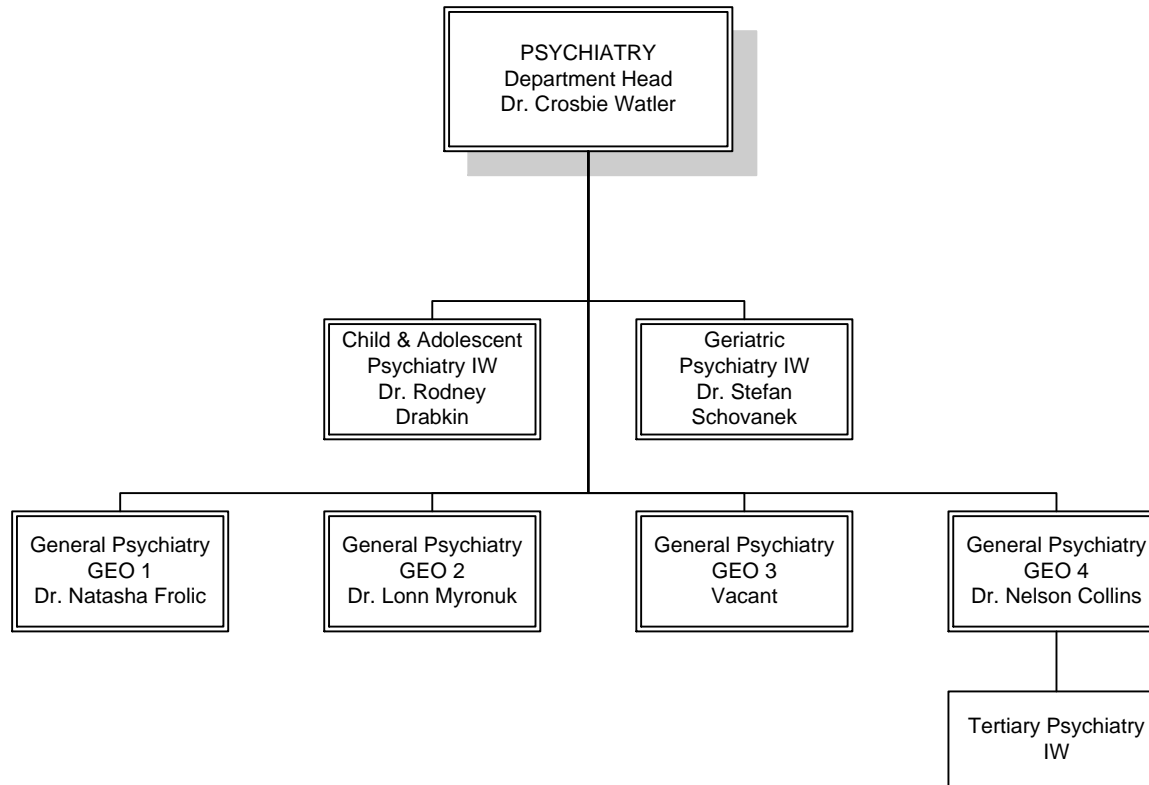 PSYCHIATRY
Department Head
Dr. Crosbie Watler
Child & Adolescent
Psychiatry IW
Dr. Rodney
Drabkin
Geriatric
Psychiatry IW
Dr. Stefan
Schovanek
General Psychiatry
GEO 1
Dr. Natasha Frolic
General Psychiatry
GEO 2
Dr. Lonn Myronuk
General Psychiatry
GEO 3
Vacant
General Psychiatry
GEO 4
Dr. Nelson Collins
Tertiary Psychiatry
IW